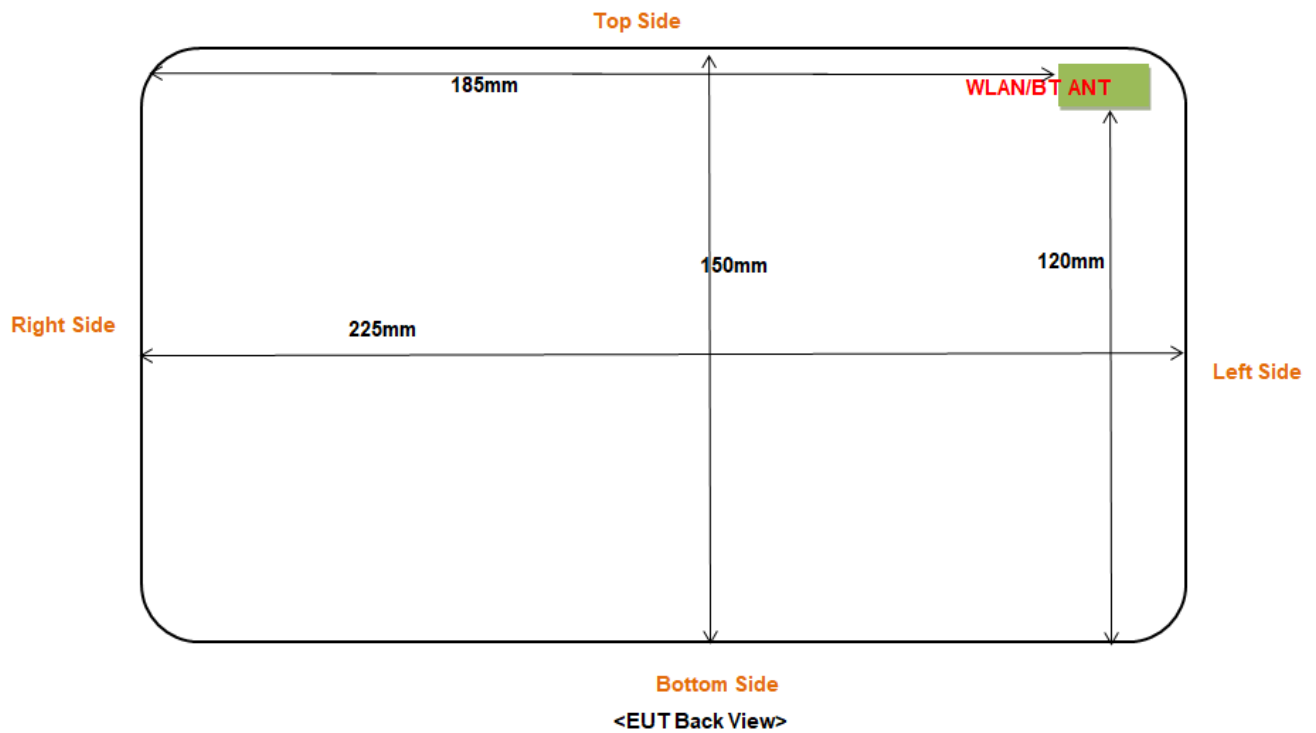 Top Side
185mm
WLAN/BT ANT
150mm
120mm
Right Side
225mm
Left Side
Bottom Side
<EUT Back View>